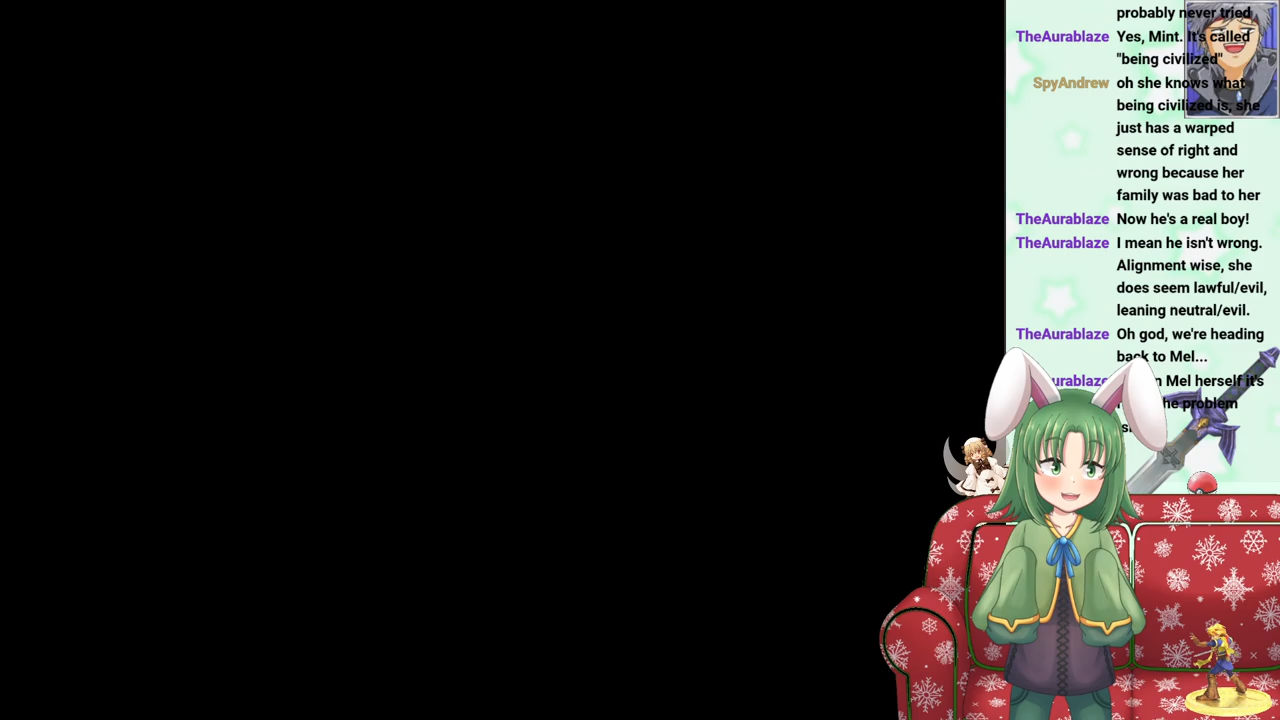 probably never tried
TheAurablaze Yes, Mint. It's called
"being civilized"
SpyAndrew oh she knows what
being civilized is, she
just has a warped
sense of right and
wrong because her
family was bad to her
TheAurablaze Now he's a real boy!
TheAurablaze I mean he isn't wrong.
Alignment wise, she
does seem lawful/evil,
leaning neutral/evil.
TheAurablaze Oh god, we're heading
back to Mel...
Mel herself it's
he problem